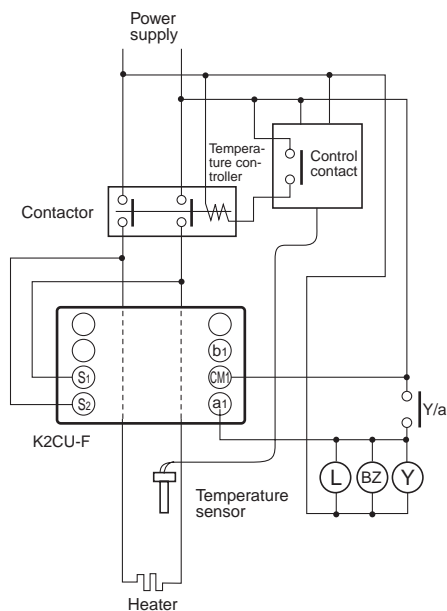 Power
supply
Tempera-
ture con-
troller
Control
contact
Contactor
b1
S1
CM1
S2
a1
Y/a
K2CU-F
L
BZ
Y
Temperature
sensor
Heater